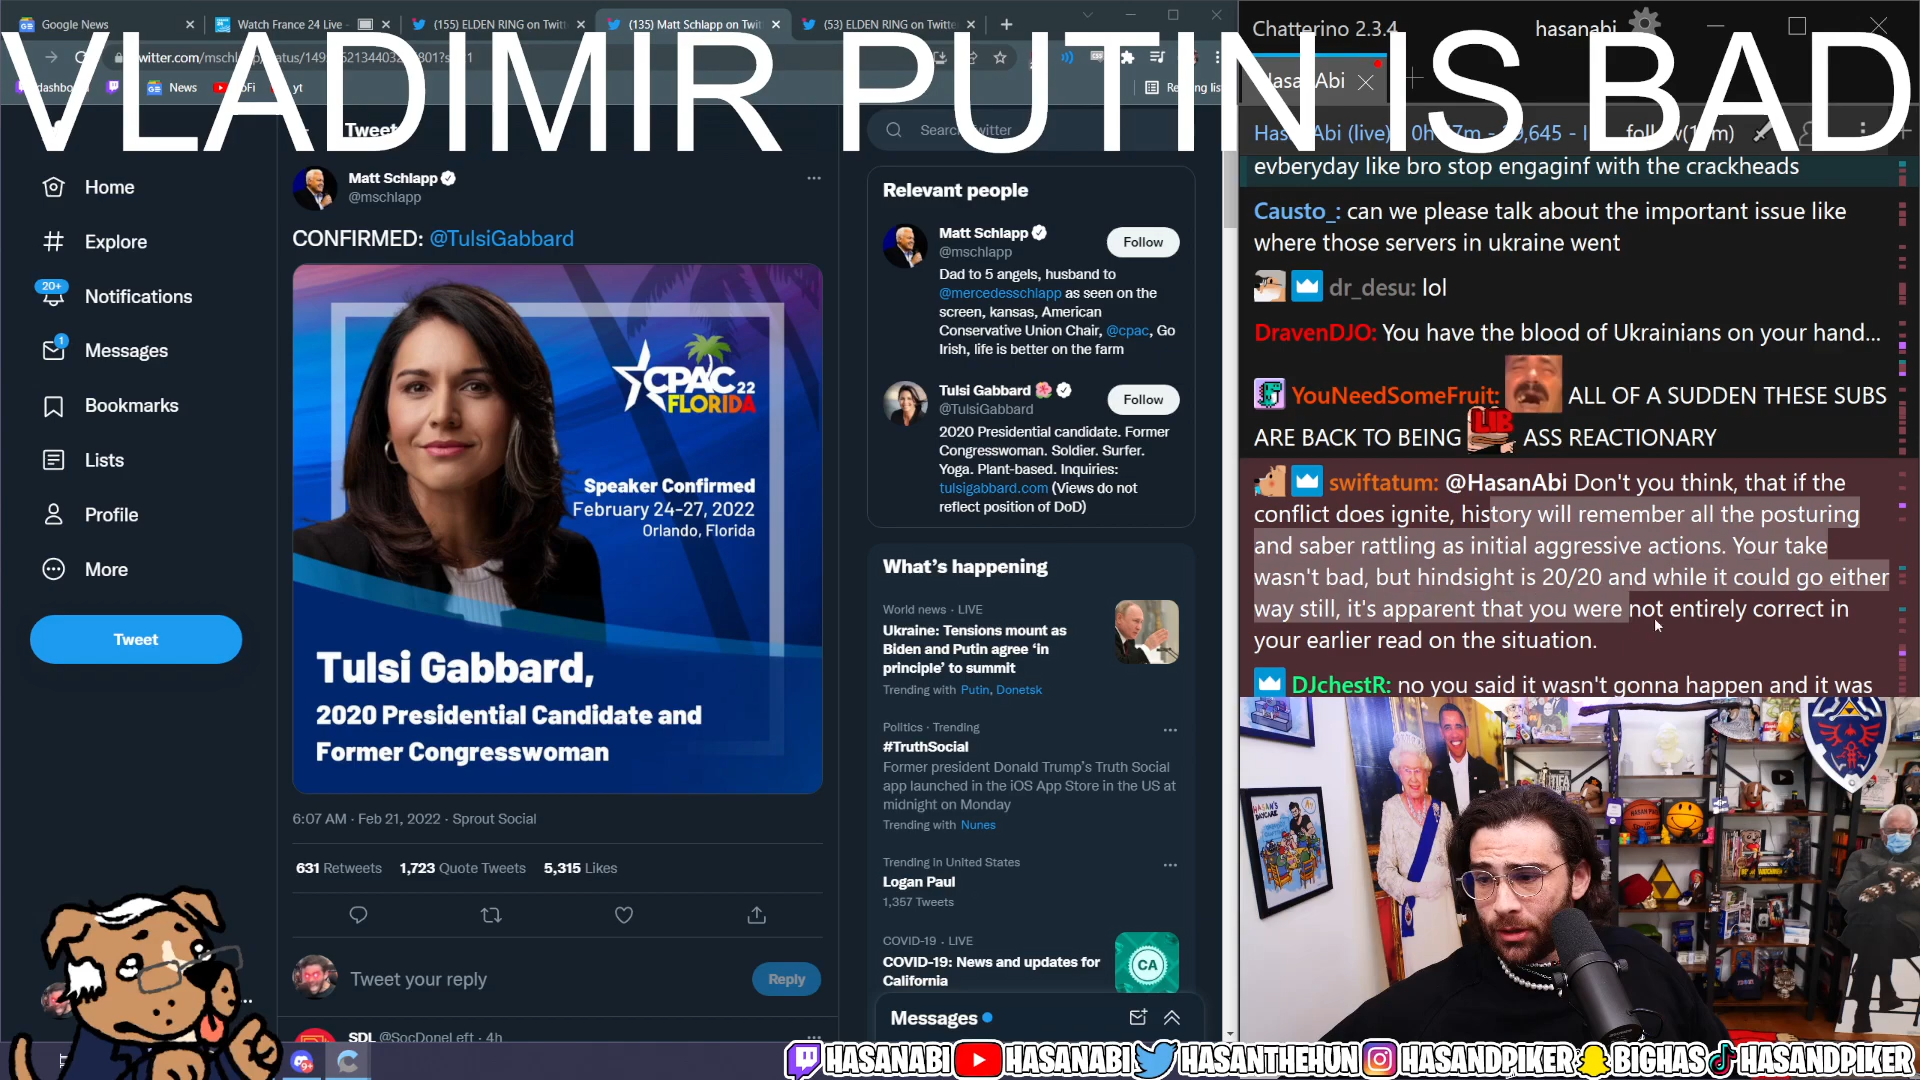 Google News
Watch France 24 Live -
(155) ELDEN RING on Twitt
(135) Matt Schlapp on Twit
(53) ELDEN RING on Twitte
VLADIMIR PUTIN IS BAD
News
yt
Tweet
Home
Explore
20+
Notifications
1
Messages
Bookmarks
Lists
Profile
More
Tweet
Matt Schlapp
@mschlapp
CONFIRMED: @TulsiGabbard
CPAC 22
FLORIDA
Speaker Confirmed
February 24-27, 2022
Orlando, Florida
Tulsi Gabbard,
2020 Presidential Candidate and
Former Congresswoman
6:07 AM · Feb 21, 2022 · Sprout Social
631 Retweets 1,723 Quote Tweets 5,315 Likes
Tweet your reply
Reply
SDL @SocDoneLeft · 4h
Search Twitter
Relevant people
Matt Schlapp
@mschlapp
Follow
Dad to 5 angels, husband to
@mercedesschlapp as seen on the
screen, kansas, American
Conservative Union Chair, @cpac, Go
Irish, life is better on the farm
Tulsi Gabbard
@TulsiGabbard
Follow
2020 Presidential candidate. Former
Congresswoman. Soldier. Surfer.
Yoga. Plant-based. Inquiries:
tulsigabbard.com (Views do not
reflect position of DoD)
What's happening
World news · LIVE
Ukraine: Tensions mount as
Biden and Putin agree 'in
principle' to summit
Trending with Putin, Donetsk
Politics · Trending
#TruthSocial
Former president Donald Trump's Truth Social
app launched in the iOS App Store in the US at
midnight on Monday
Trending with Nunes
Trending in United States
Logan Paul
1,357 Tweets
COVID-19 · LIVE
COVID-19: News and updates for
California
CA
Messages
Chatterino 2.3.4
hasanabi
evberyday like bro stop engaginf with the crackheads
Causto_: can we please talk about the important issue like
where those servers in ukraine went
dr_desu: lol
DravenDJO: You have the blood of Ukrainians on your hand...
YouNeedSomeFruit: ALL OF A SUDDEN THESE SUBS
ARE BACK TO BEING LIB ASS REACTIONARY
swiftatum: @HasanAbi Don't you think, that if the
conflict does ignite, history will remember all the posturing
and saber rattling as initial aggressive actions. Your take
wasn't bad, but hindsight is 20/20 and while it could go either
way still, it's apparent that you were not entirely correct in
your earlier read on the situation.
DJchestR: no you said it wasn't gonna happen and it was
HASANABI HASANABI HASANTHEHUN HASANDPIKER BIGHAS HASANDPIKER